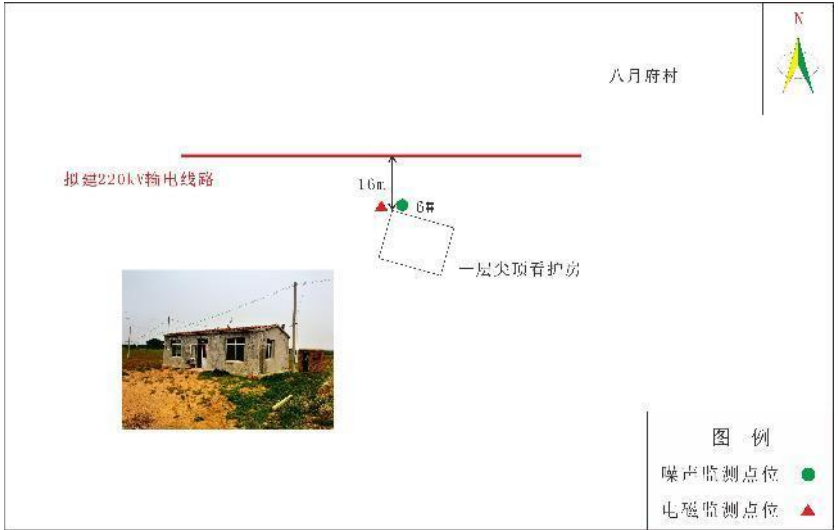 N
八月府村
拟建220kV输电线路
16m
6#
一层尖顶看护房
图 例
噪声监测点位
电磁监测点位